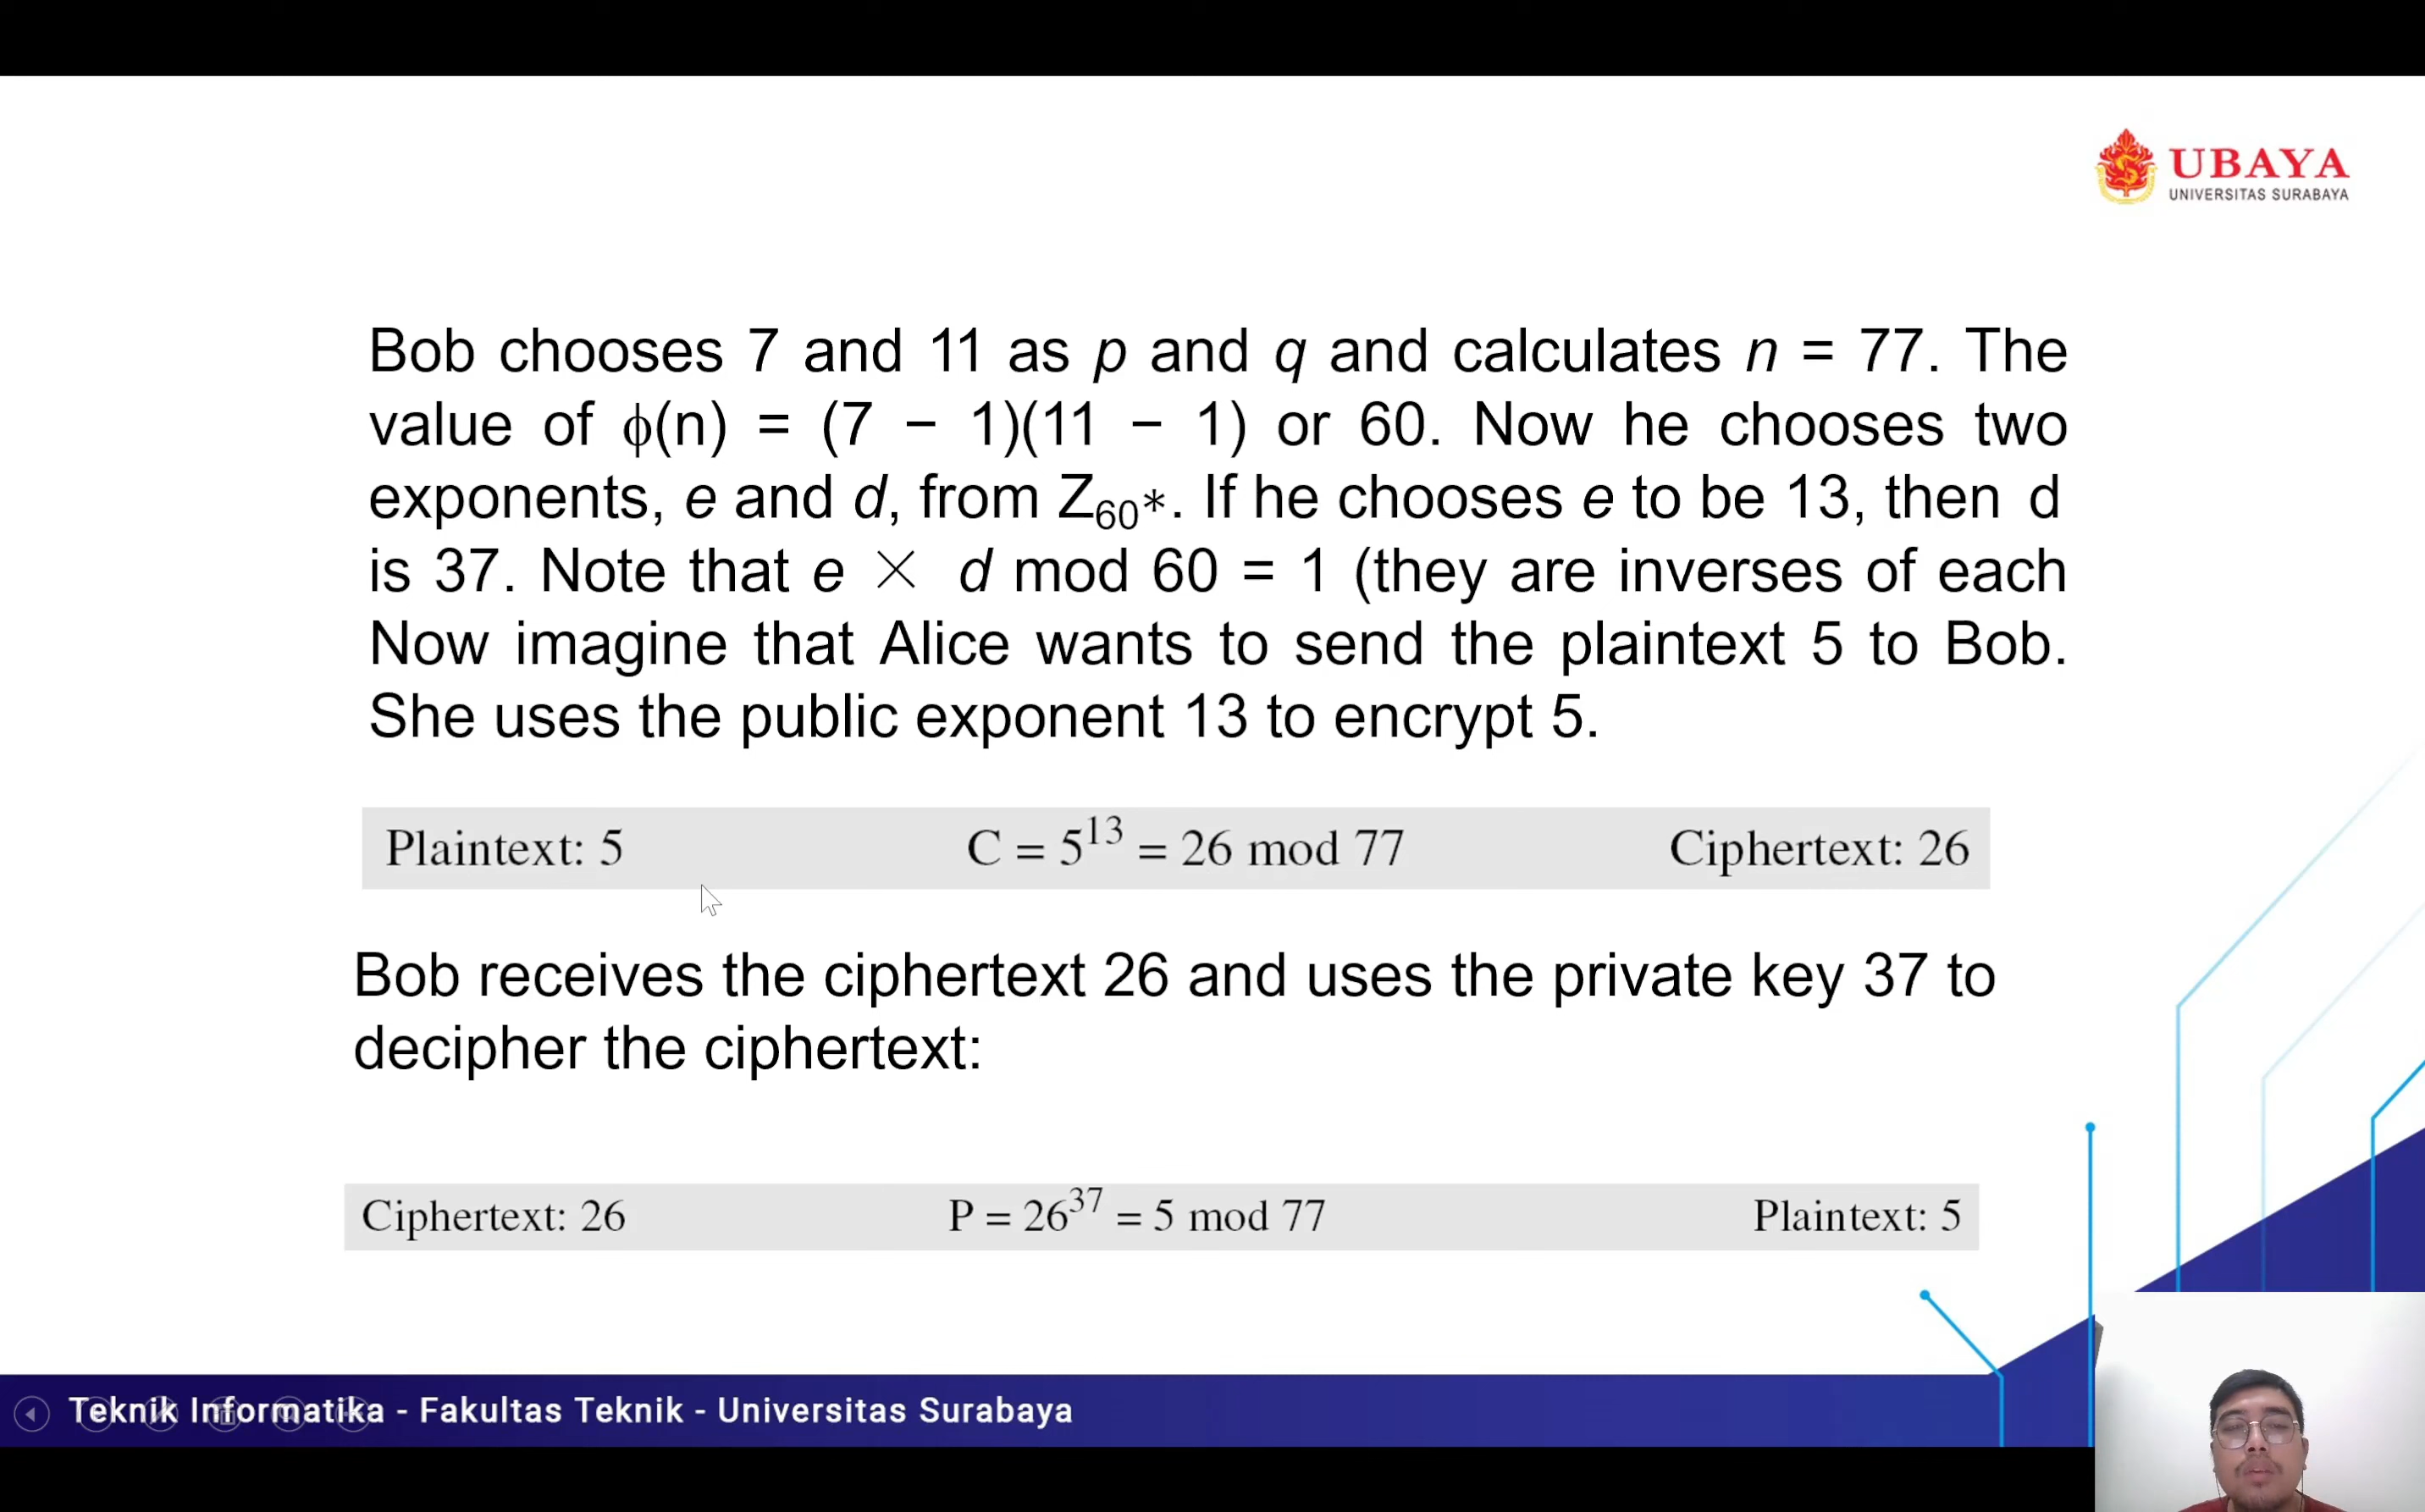 UBAYA
UNIVERSITAS SURABAYA
Bob chooses 7 and 11 as p and q and calculates n = 77. The
value of ϕ(n) = (7 − 1)(11 − 1) or 60. Now he chooses two
exponents, e and d, from Z₆₀*. If he chooses e to be 13, then d
is 37. Note that e × d mod 60 = 1 (they are inverses of each
Now imagine that Alice wants to send the plaintext 5 to Bob.
She uses the public exponent 13 to encrypt 5.
Plaintext: 5 C = 5¹³ = 26 mod 77 Ciphertext: 26
Bob receives the ciphertext 26 and uses the private key 37 to
decipher the ciphertext:
Ciphertext: 26 P = 26³⁷ = 5 mod 77 Plaintext: 5
Teknik Informatika - Fakultas Teknik - Universitas Surabaya